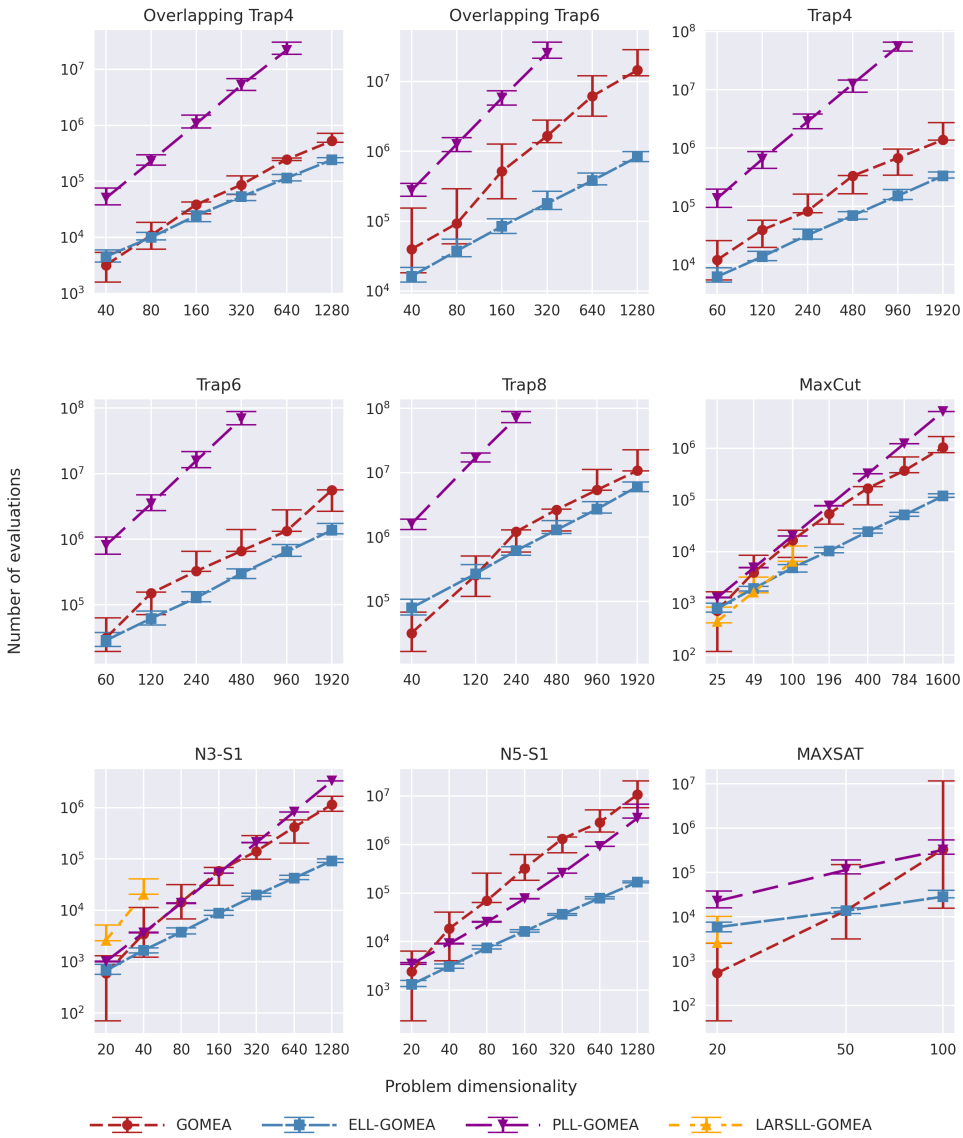 Overlapping Trap4
Overlapping Trap6
Trap4
10^7
10^6
10^5
10^4
10^3
40 80 160 320 640 1280
10^7
10^6
10^5
10^4
40 80 160 320 640 1280
10^8
10^7
10^6
10^5
10^4
60 120 240 480 960 1920
Trap6
Trap8
MaxCut
10^8
10^7
10^6
10^5
60 120 240 480 960 1920
10^8
10^7
10^6
10^5
40 120 240 480 960 1920
10^6
10^5
10^4
10^3
10^2
25 49 100 196 400 784 1600
Number of evaluations
N3-S1
N5-S1
MAXSAT
10^6
10^5
10^4
10^3
10^2
20 40 80 160 320 640 1280
10^7
10^6
10^5
10^4
10^3
20 40 80 160 320 640 1280
10^7
10^6
10^5
10^4
10^3
10^2
20 50 100
Problem dimensionality
GOMEA ELL-GOMEA PLL-GOMEA LARSLL-GOMEA